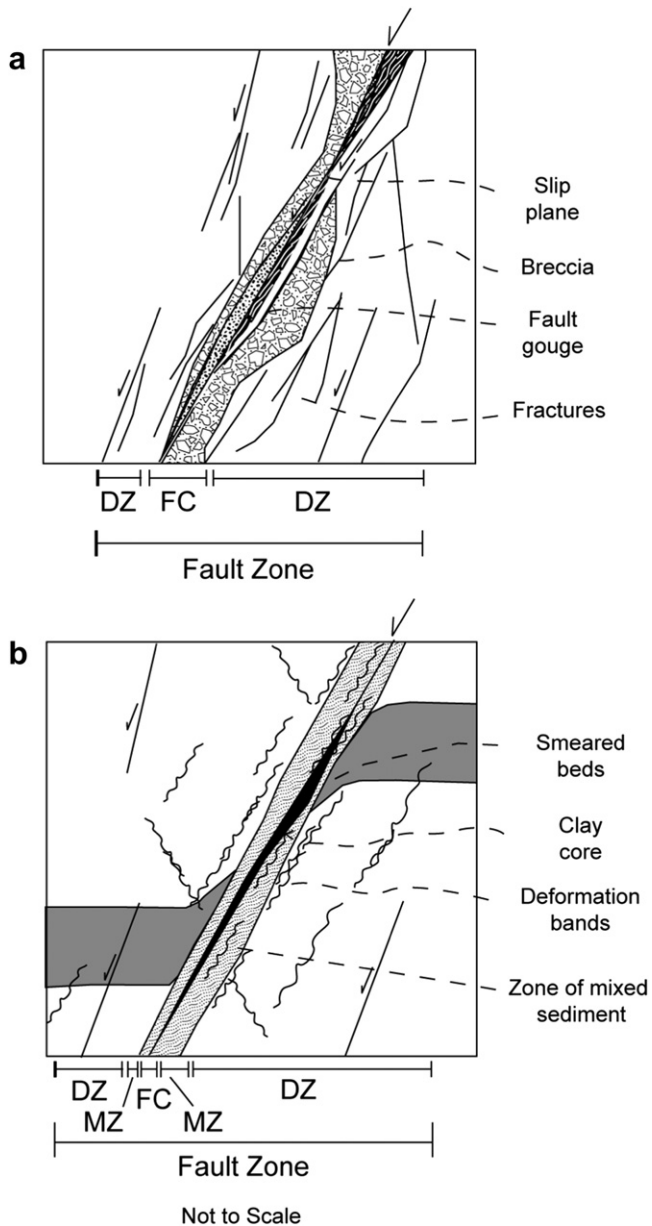 a
Slip
plane
Breccia
Fault
gouge
Fractures
DZ FC DZ
Fault Zone
b
Smeared
beds
Clay
core
Deformation
bands
Zone of mixed
sediment
DZ FC DZ
MZ MZ
Fault Zone
Not to Scale